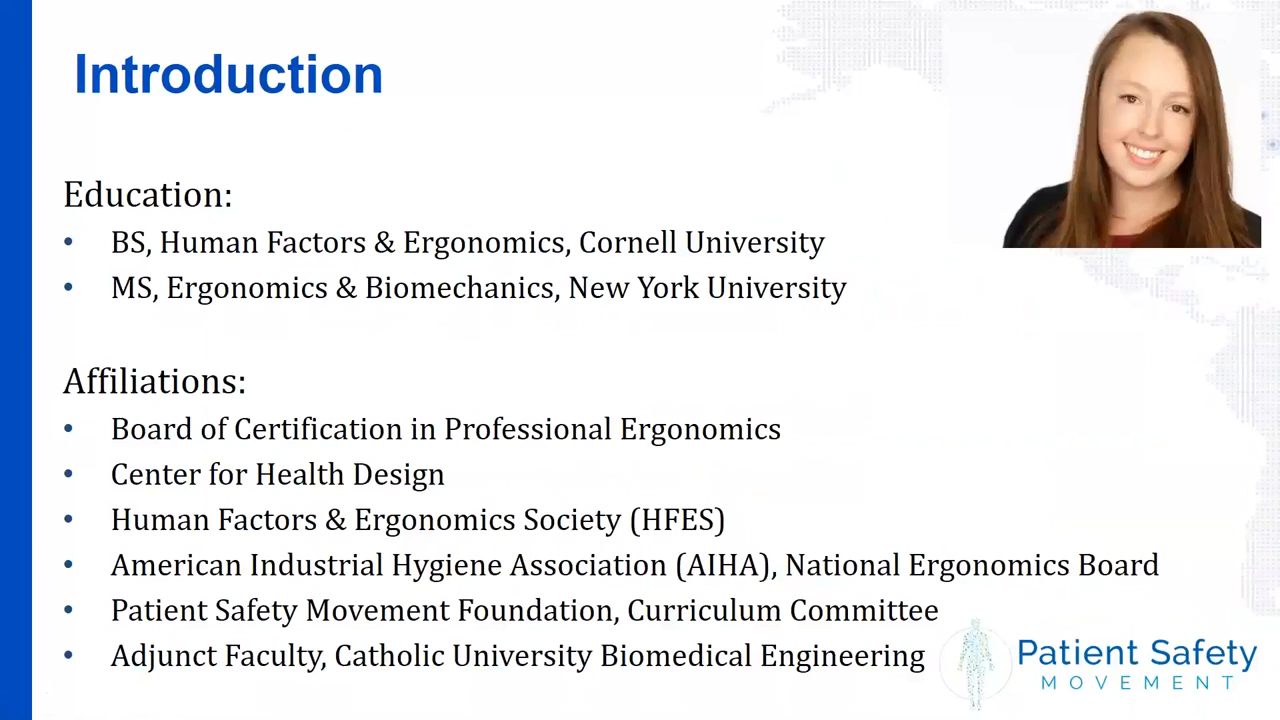 Introduction
Education:
• BS, Human Factors & Ergonomics, Cornell University
• MS, Ergonomics & Biomechanics, New York University
Affiliations:
• Board of Certification in Professional Ergonomics
• Center for Health Design
• Human Factors & Ergonomics Society (HFES)
• American Industrial Hygiene Association (AIHA), National Ergonomics Board
• Patient Safety Movement Foundation, Curriculum Committee
• Adjunct Faculty, Catholic University Biomedical Engineering
Patient Safety
MOVEMENT